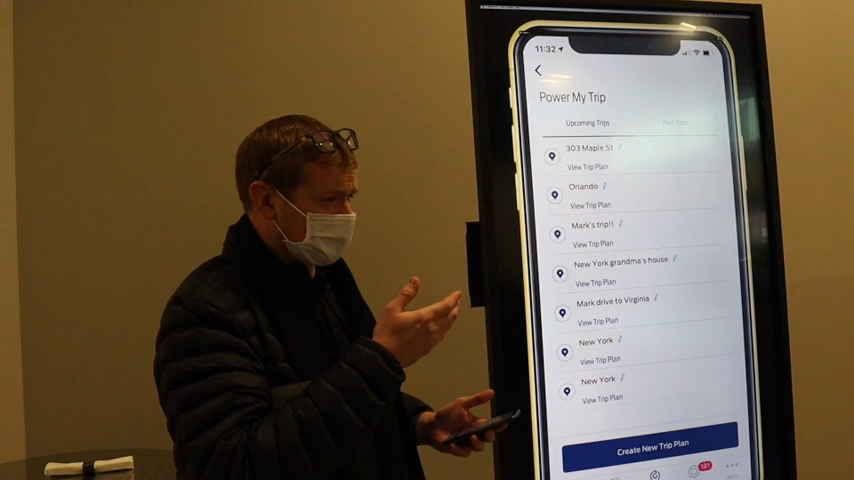 11:32
Power My Trip
Upcoming Trips Past Trips
303 Maple St
View Trip Plan
Orlando
View Trip Plan
Mark's trip!!
View Trip Plan
New York grandma's house
View Trip Plan
Mark drive to Virginia
View Trip Plan
New York
View Trip Plan
New York
View Trip Plan
Create New Trip Plan
181